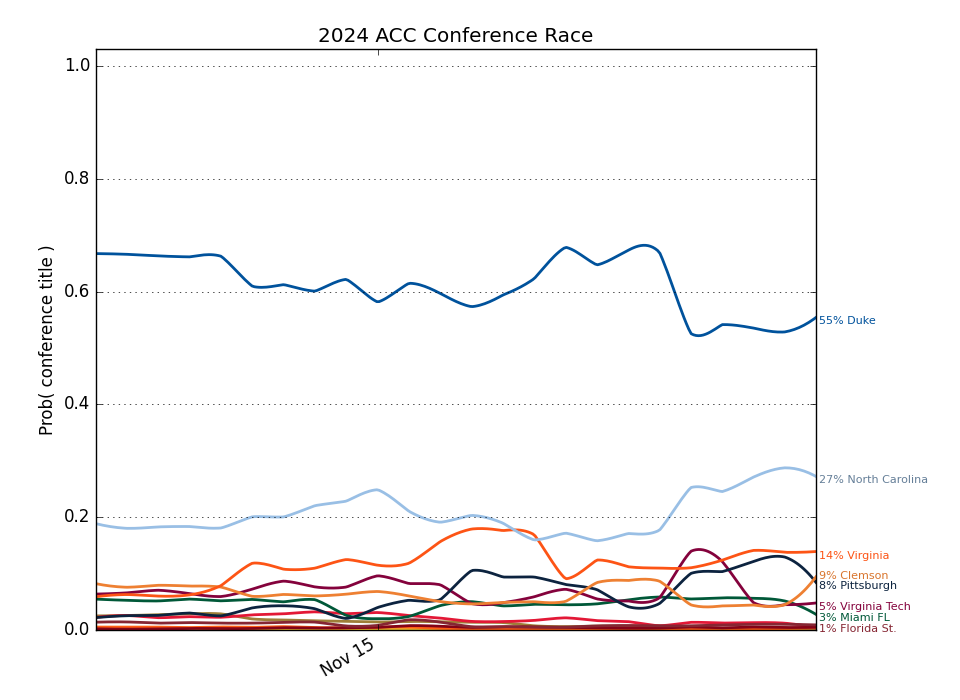 2024 ACC Conference Race
Prob( conference title )
1.0
0.8
0.6
0.4
0.2
0.0
Nov 15
55% Duke
27% North Carolina
14% Virginia
9% Clemson
8% Pittsburgh
5% Virginia Tech
3% Miami FL
1% Florida St.